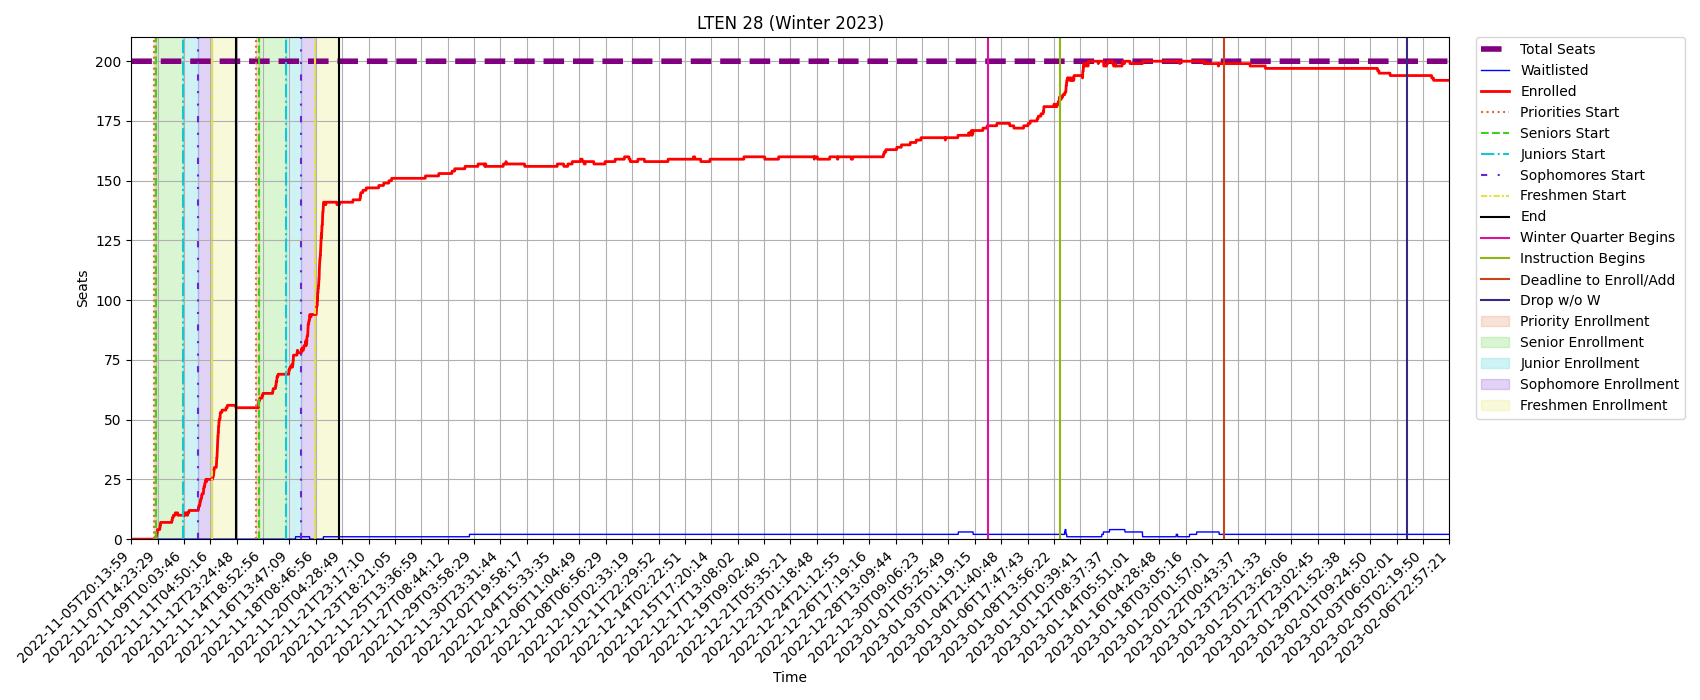 LTEN 28 (Winter 2023)
Seats
200
175
150
125
100
75
50
25
0
2022-11-05T20:13:59
2022-11-07T14:23:29
2022-11-09T10:03:46
2022-11-11T04:50:16
2022-11-12T23:24:48
2022-11-14T18:52:56
2022-11-16T13:47:09
2022-11-18T08:46:56
2022-11-20T04:28:49
2022-11-21T23:17:10
2022-11-23T18:21:05
2022-11-25T13:36:59
2022-11-27T08:44:12
2022-11-29T03:58:29
2022-11-30T23:31:44
2022-12-02T19:58:17
2022-12-04T15:33:35
2022-12-06T11:04:49
2022-12-08T06:56:29
2022-12-10T02:33:19
2022-12-11T22:29:52
2022-12-14T02:22:51
2022-12-15T17:20:14
2022-12-17T13:08:02
2022-12-19T09:02:40
2022-12-21T05:35:21
2022-12-23T01:18:48
2022-12-24T21:12:55
2022-12-26T17:19:16
2022-12-28T13:09:44
2022-12-30T09:06:23
2023-01-01T05:25:49
2023-01-03T01:19:15
2023-01-04T21:40:48
2023-01-06T17:47:43
2023-01-08T13:56:22
2023-01-10T10:39:41
2023-01-12T08:37:37
2023-01-14T05:51:01
2023-01-16T04:28:48
2023-01-18T03:05:16
2023-01-20T01:57:01
2023-01-22T00:43:37
2023-01-23T23:21:33
2023-01-25T23:26:06
2023-01-27T23:02:45
2023-01-29T21:52:38
2023-02-01T09:24:50
2023-02-03T06:02:01
2023-02-05T02:19:50
2023-02-06T22:57:21
Time
Total Seats
Waitlisted
Enrolled
Priorities Start
Seniors Start
Juniors Start
Sophomores Start
Freshmen Start
End
Winter Quarter Begins
Instruction Begins
Deadline to Enroll/Add
Drop w/o W
Priority Enrollment
Senior Enrollment
Junior Enrollment
Sophomore Enrollment
Freshmen Enrollment